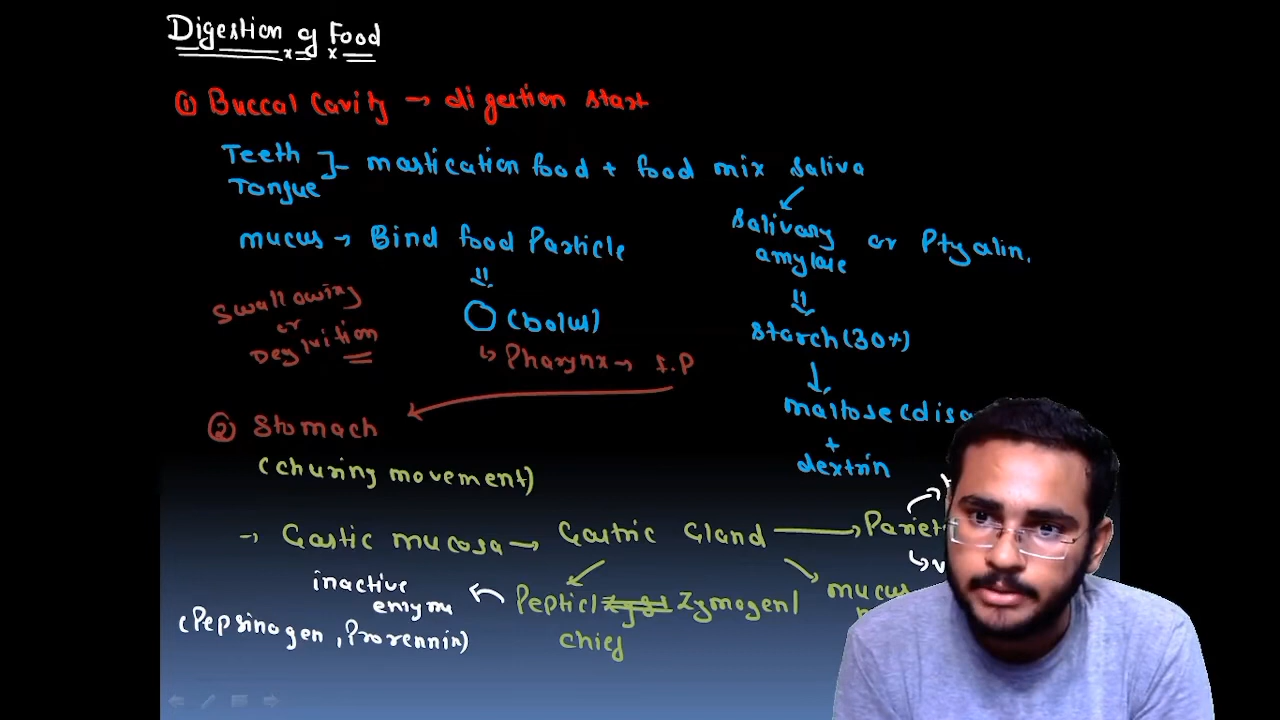 Digestion of Food
① Buccal Cavity → digestion start
Teeth
Tongue ]- mastication food + food mix saliva
mucus → Bind food Particle
Salivary amylase or Ptyalin.
⇓
○ (bolus)
Starch (30%)
Swallowing
or
Deglutition
↳ Pharynx →
maltose (disa
+
dextrin
② Stomach
(churing movement)
→ Gastic mucosa → Gastric Gland → Pariet
inactive
enzyme ← Peptic / Zymogen /
chief
mucus
(Pepsinogen, Prorennin)